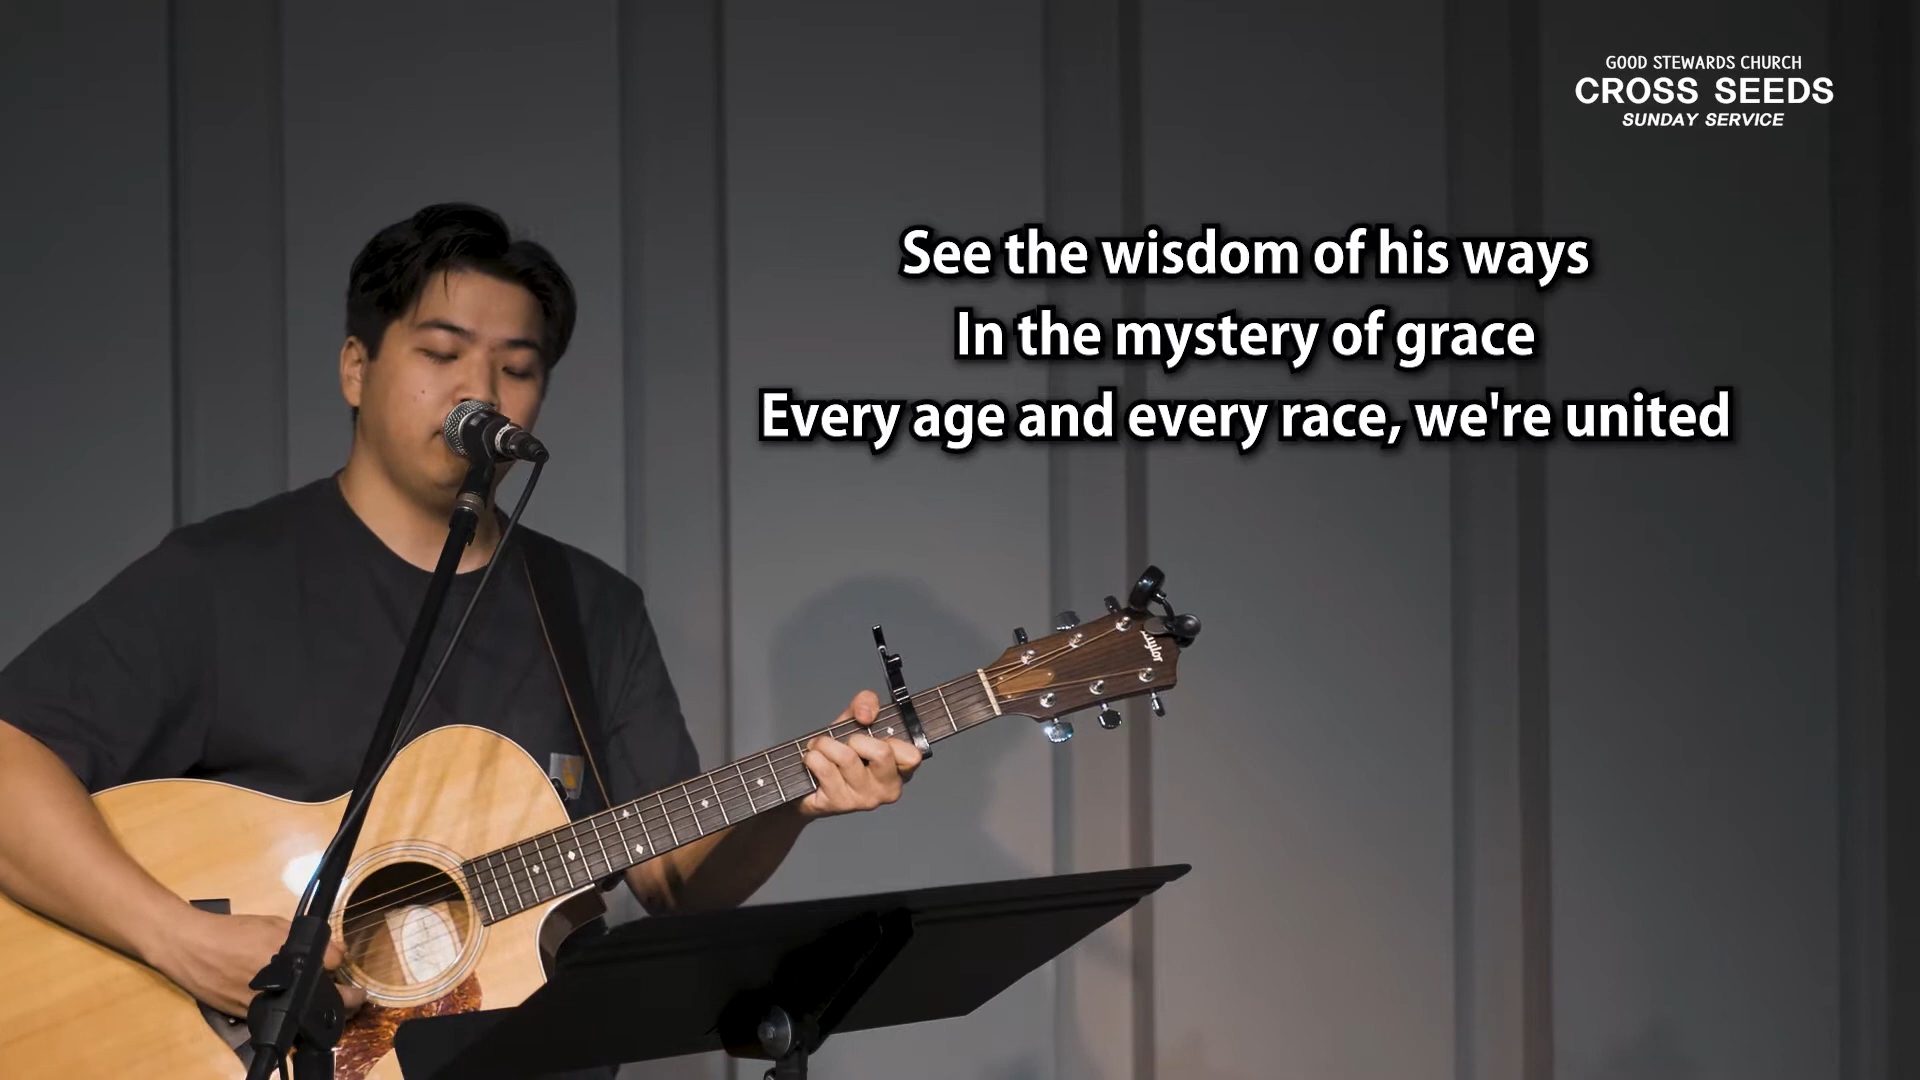 GOOD STEWARDS CHURCH
CROSS SEEDS
SUNDAY SERVICE
See the wisdom of his ways
In the mystery of grace
Every age and every race, we're united
Taylor